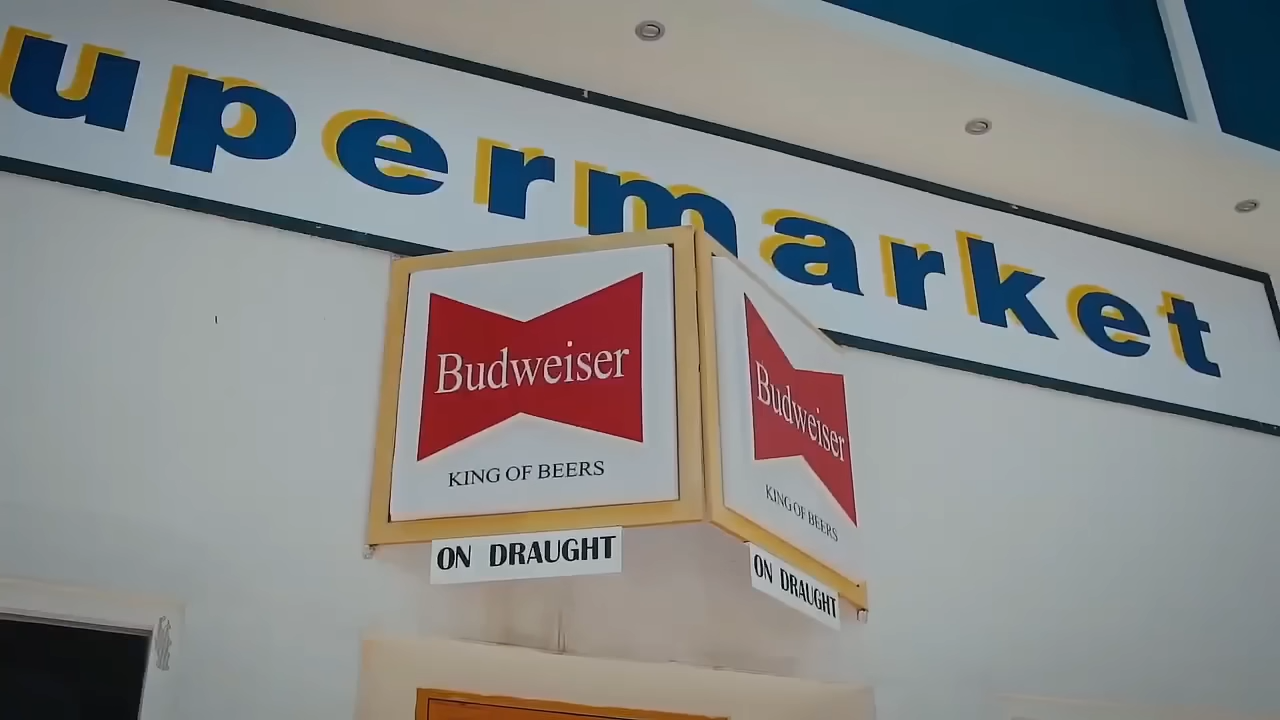 upermarket
Budweiser
KING OF BEERS
ON DRAUGHT
Budweiser
KING OF BEERS
ON DRAUGHT